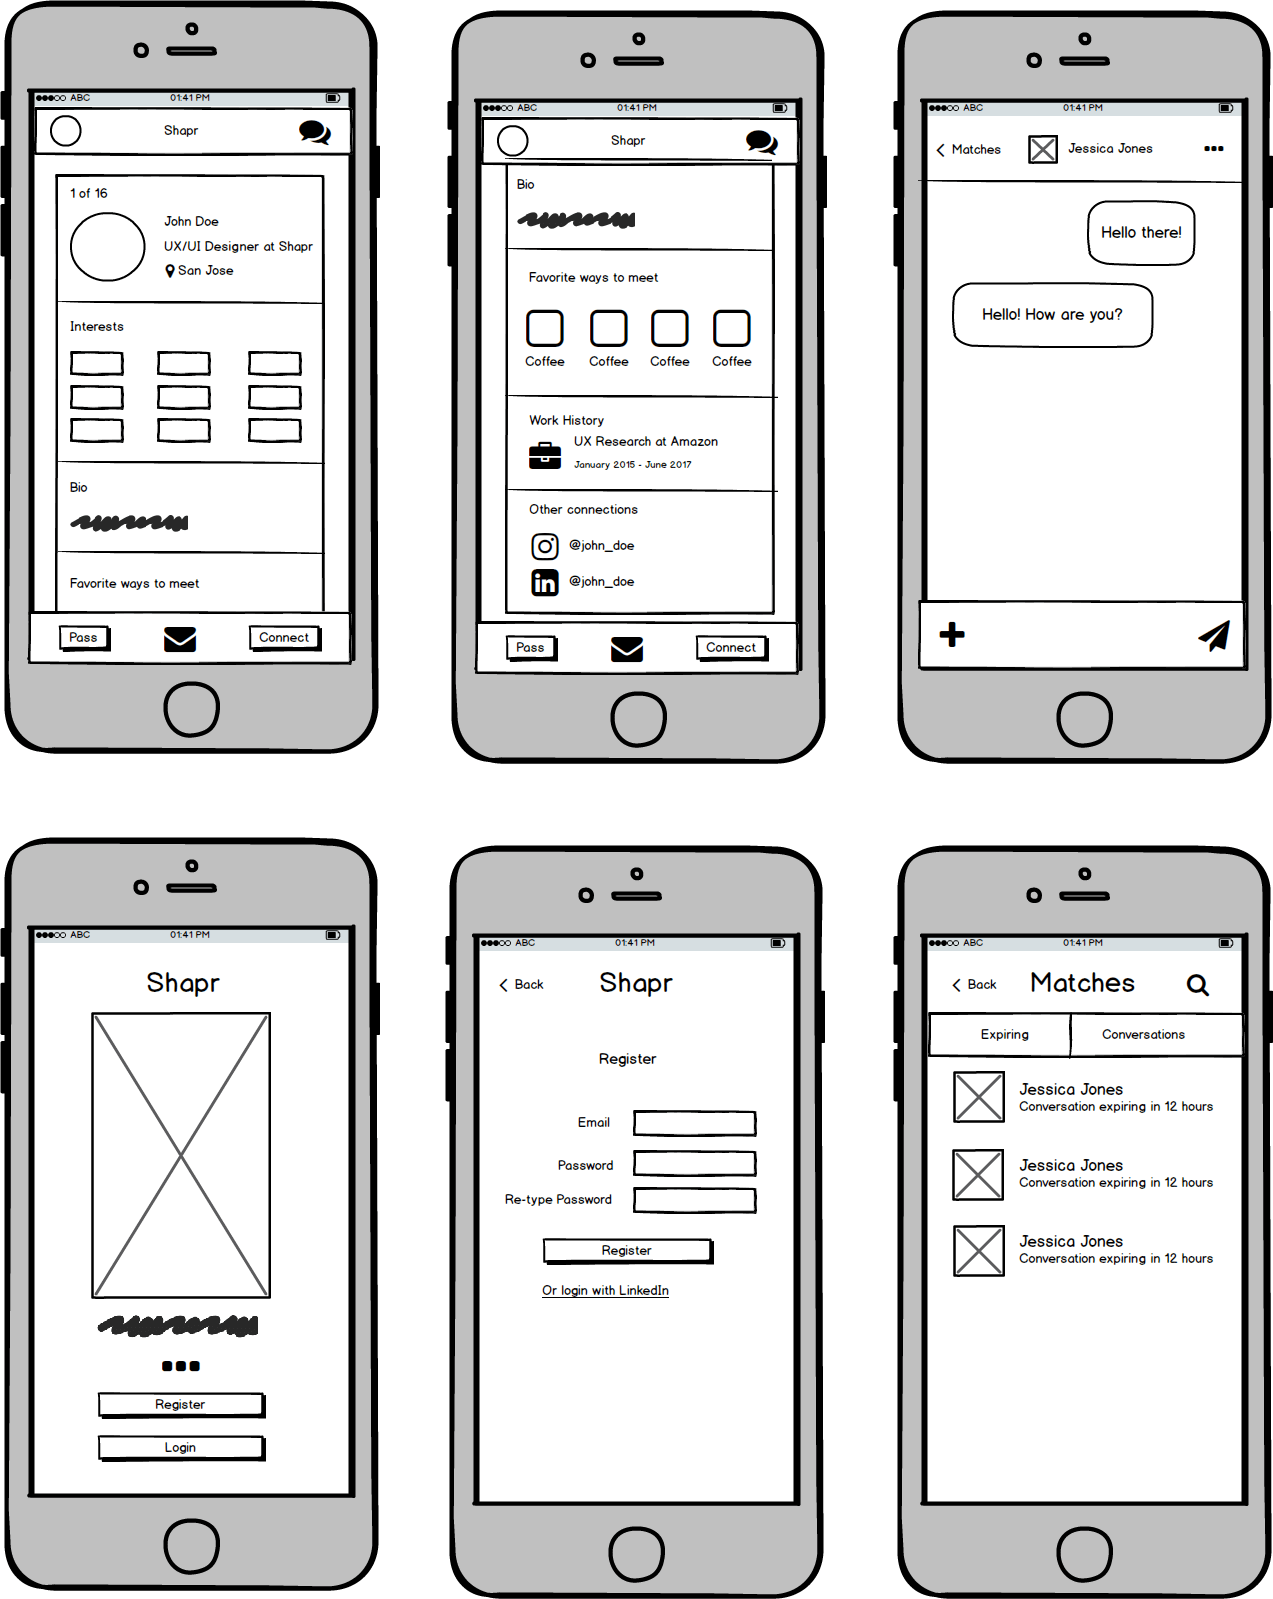 ABC 01:41 PM
Shapr
1 of 16
John Doe
UX/UI Designer at Shapr
San Jose
Interests
Bio
Favorite ways to meet
Pass Connect
ABC 01:41 PM
Shapr
Bio
Favorite ways to meet
Coffee Coffee Coffee Coffee
Work History
UX Research at Amazon
January 2015 - June 2017
Other connections
@john_doe
in @john_doe
Pass Connect
ABC 01:41 PM
Matches Jessica Jones
Hello there!
Hello! How are you?
ABC 01:41 PM
Shapr
Register
Login
ABC 01:41 PM
Back Shapr
Register
Email
Password
Re-type Password
Register
Or login with LinkedIn
ABC 01:41 PM
Back Matches
Expiring Conversations
Jessica Jones
Conversation expiring in 12 hours
Jessica Jones
Conversation expiring in 12 hours
Jessica Jones
Conversation expiring in 12 hours